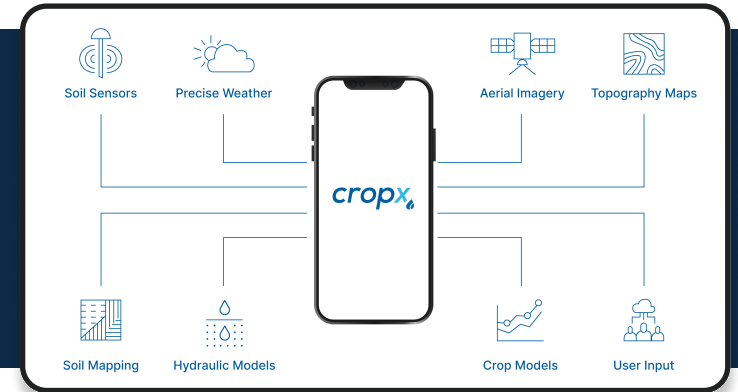 Soil Sensors
Precise Weather
Aerial Imagery
Topography Maps
cropx
Soil Mapping
Hydraulic Models
Crop Models
User Input